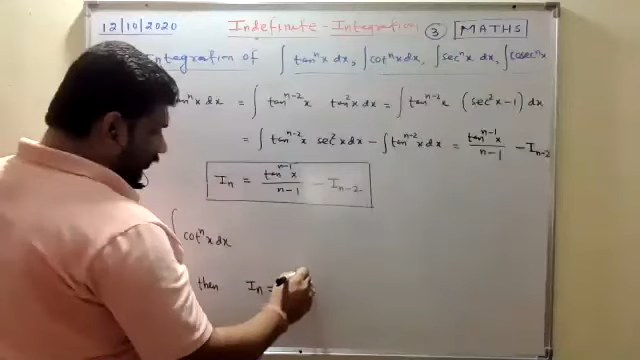 12/10/2020 Indefinite - Integration ③ MATHS
Integration of ∫ tanⁿx dx, ∫ cotⁿx dx, ∫ secⁿx dx, ∫ cosecⁿx
tanⁿx dx = ∫ tanⁿ⁻²x tan²x dx = ∫ tanⁿ⁻²x (sec²x - 1) dx
= ∫ tanⁿ⁻²x sec²x dx - ∫ tanⁿ⁻²x dx = tanⁿ⁻¹x / n-1 - Iₙ₋₂
Iₙ = tanⁿ⁻¹x / n-1 - Iₙ₋₂
∫ cotⁿx dx
then Iₙ =